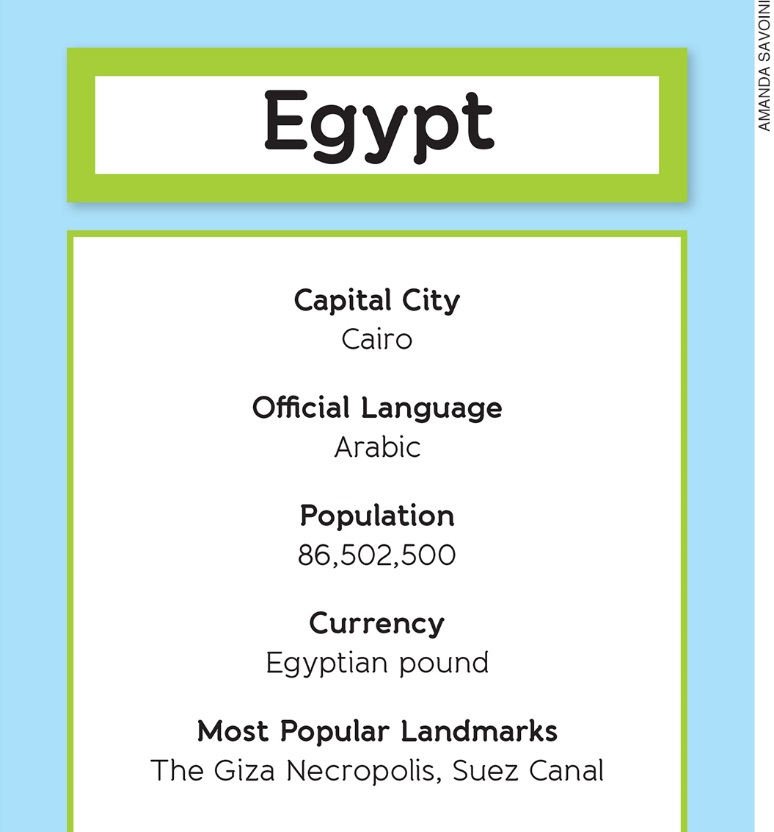 Egypt
Capital City
Cairo
Official Language
Arabic
Population
86,502,500
Currency
Egyptian pound
Most Popular Landmarks
The Giza Necropolis, Suez Canal
AMANDA SAVOINI